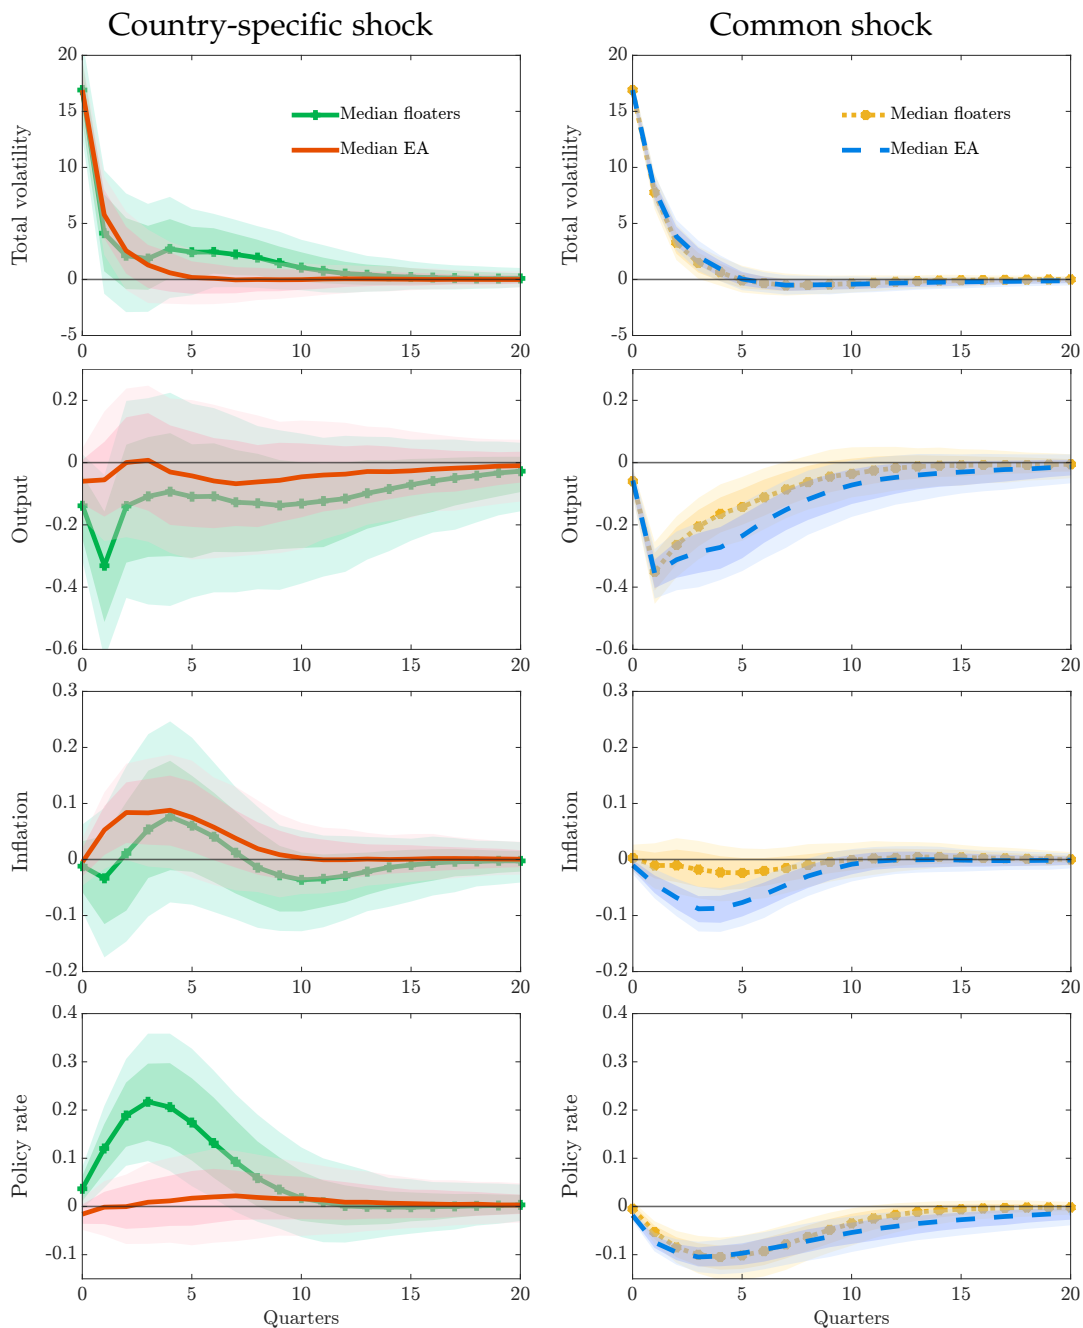 Country-specific shock
Common shock
Total volatility
20
15
10
5
0
-5
Median floaters
Median EA
0 5 10 15 20
Total volatility
20
15
10
5
0
-5
Median floaters
Median EA
0 5 10 15 20
Output
0.2
0
-0.2
-0.4
-0.6
0 5 10 15 20
Output
0.2
0
-0.2
-0.4
-0.6
0 5 10 15 20
Inflation
0.3
0.2
0.1
0
-0.1
-0.2
0 5 10 15 20
Inflation
0.3
0.2
0.1
0
-0.1
-0.2
0 5 10 15 20
Policy rate
0.4
0.3
0.2
0.1
0
-0.1
0 5 10 15 20
Quarters
Policy rate
0.4
0.3
0.2
0.1
0
-0.1
0 5 10 15 20
Quarters